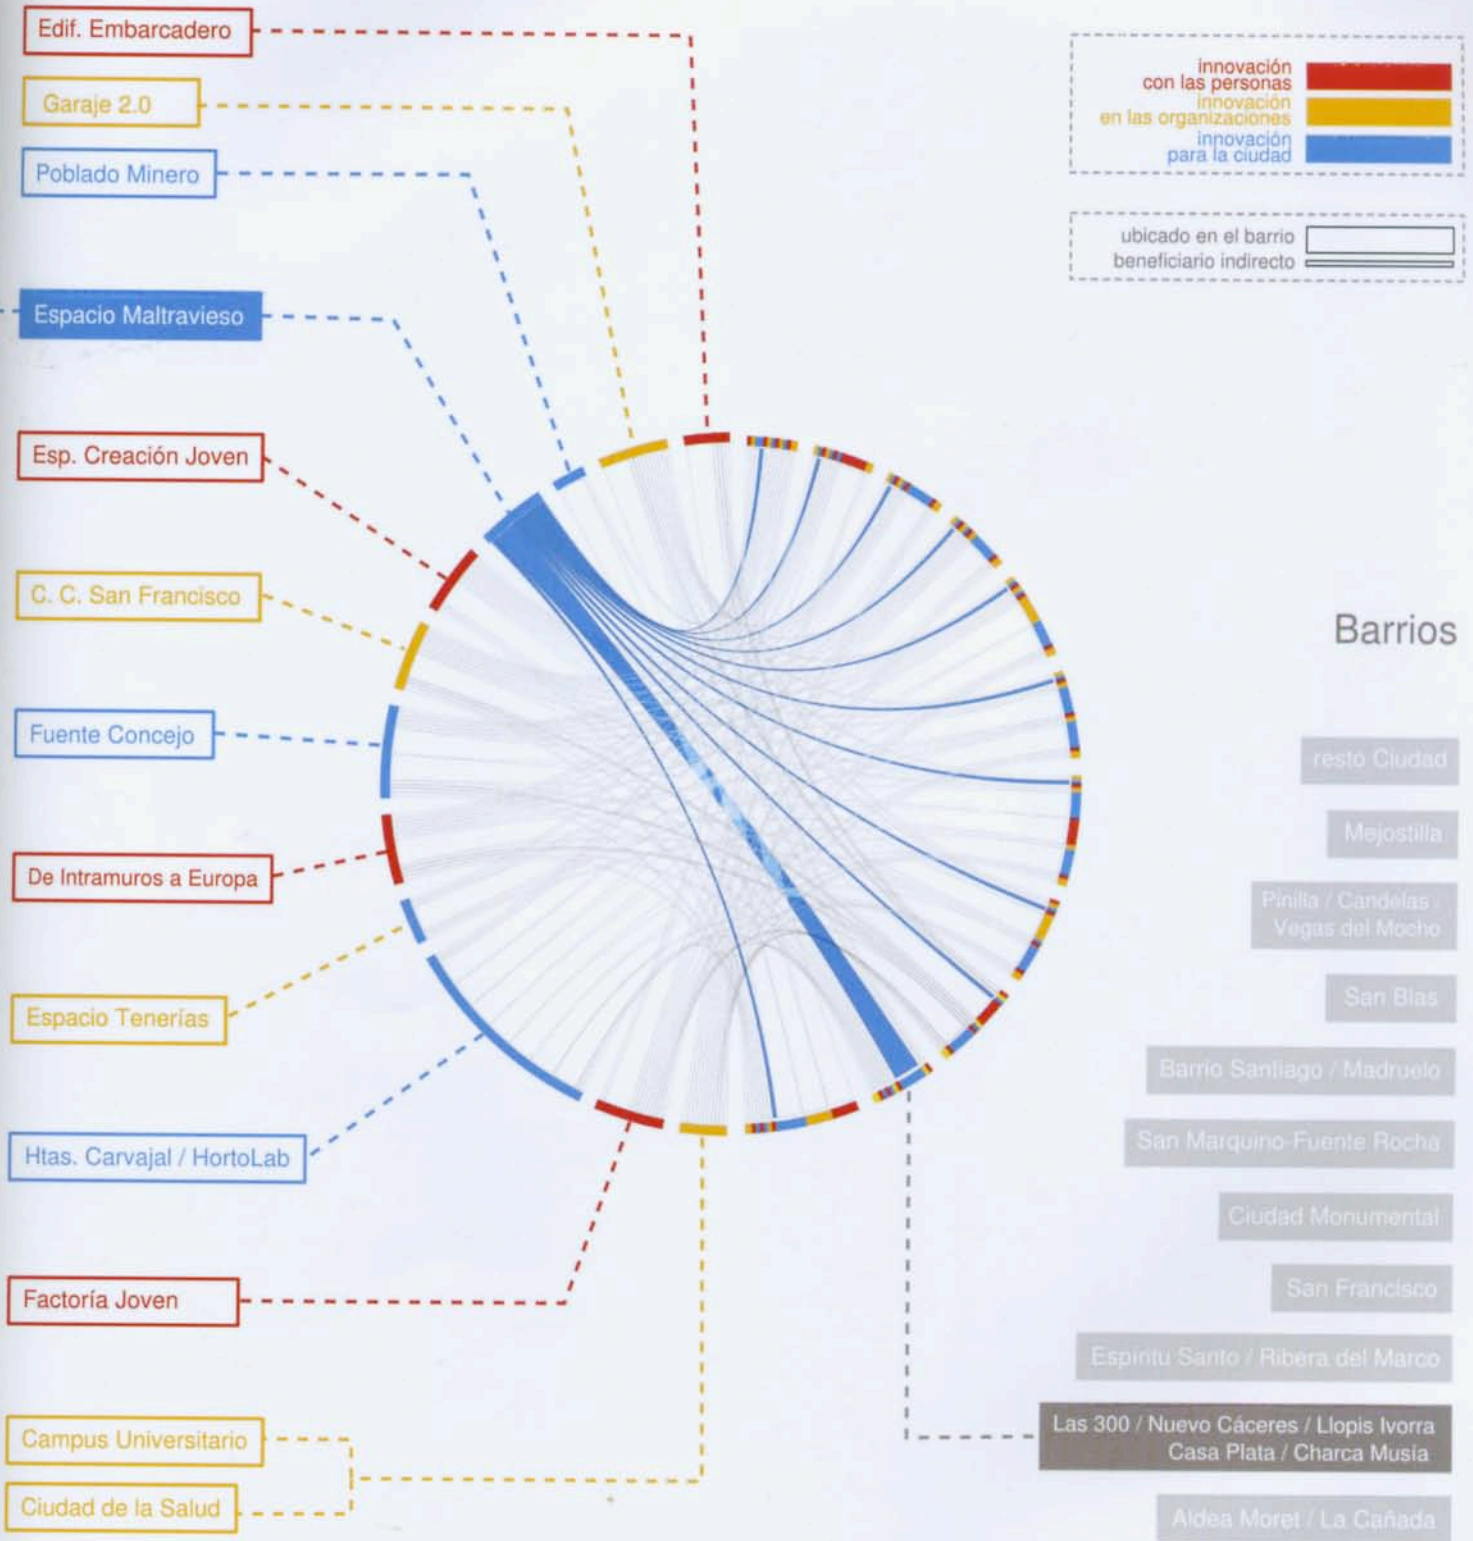 Edif. Embarcadero
Garaje 2.0
Poblado Minero
Espacio Maltravieso
Esp. Creación Joven
C. C. San Francisco
Fuente Concejo
De Intramuros a Europa
Espacio Tenerías
Htas. Carvajal / HortoLab
Factoría Joven
Campus Universitario
Ciudad de la Salud
innovación
con las personas
innovación
en las organizaciones
innovación
para la ciudad
ubicado en el barrio
beneficiario indirecto
Barrios
resto Ciudad
Mejostilla
Pinilla / Candelas
Vegas del Mocho
San Blas
Barrio Santiago / Madruelo
San Marquino-Fuente Rocha
Ciudad Monumental
San Francisco
Espíritu Santo / Ribera del Marco
Las 300 / Nuevo Cáceres / Llopis Ivorra
Casa Plata / Charca Musia
Aldea Moret / La Cañada